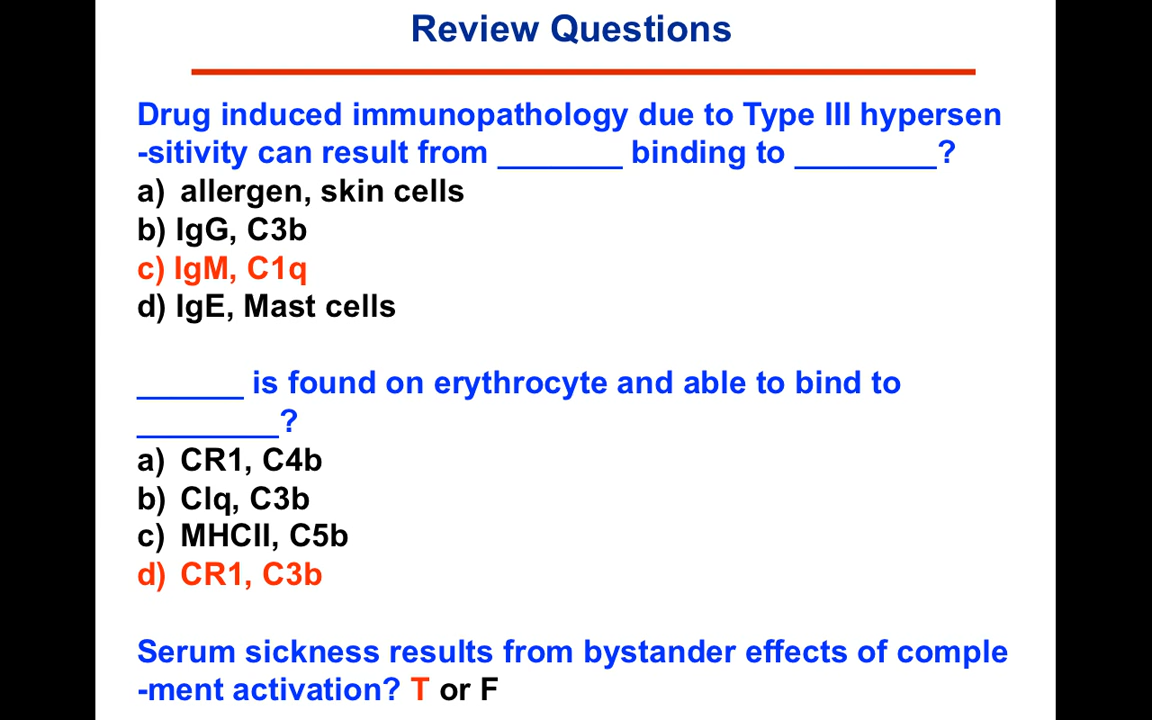 Review Questions
Drug induced immunopathology due to Type III hypersen
-sitivity can result from _______ binding to ________?
a) allergen, skin cells
b) IgG, C3b
c) IgM, C1q
d) IgE, Mast cells
______ is found on erythrocyte and able to bind to
________?
a) CR1, C4b
b) CIq, C3b
c) MHCII, C5b
d) CR1, C3b
Serum sickness results from bystander effects of comple
-ment activation? T or F